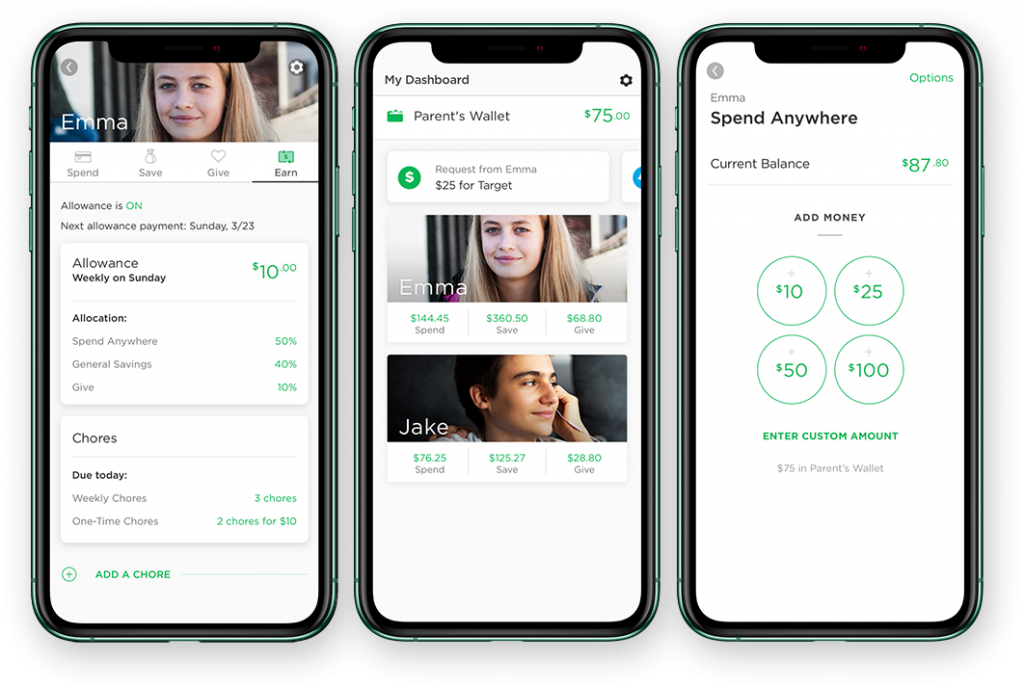 Emma
Spend
Save
Give
Earn
Allowance is ON
Next allowance payment: Sunday, 3/23
Allowance
Weekly on Sunday
$10.00
Allocation:
Spend Anywhere 50%
General Savings 40%
Give 10%
Chores
Due today:
Weekly Chores 3 chores
One-Time Chores 2 chores for $10
+ ADD A CHORE
My Dashboard
Parent's Wallet $75.00
$
Request from Emma
$25 for Target
Emma
$144.45 $360.50 $68.80
Spend Save Give
Jake
$76.25 $125.27 $28.80
Spend Save Give
Options
Emma
Spend Anywhere
Current Balance $87.80
ADD MONEY
+ +
$10 $25
+ +
$50 $100
ENTER CUSTOM AMOUNT
$75 in Parent's Wallet